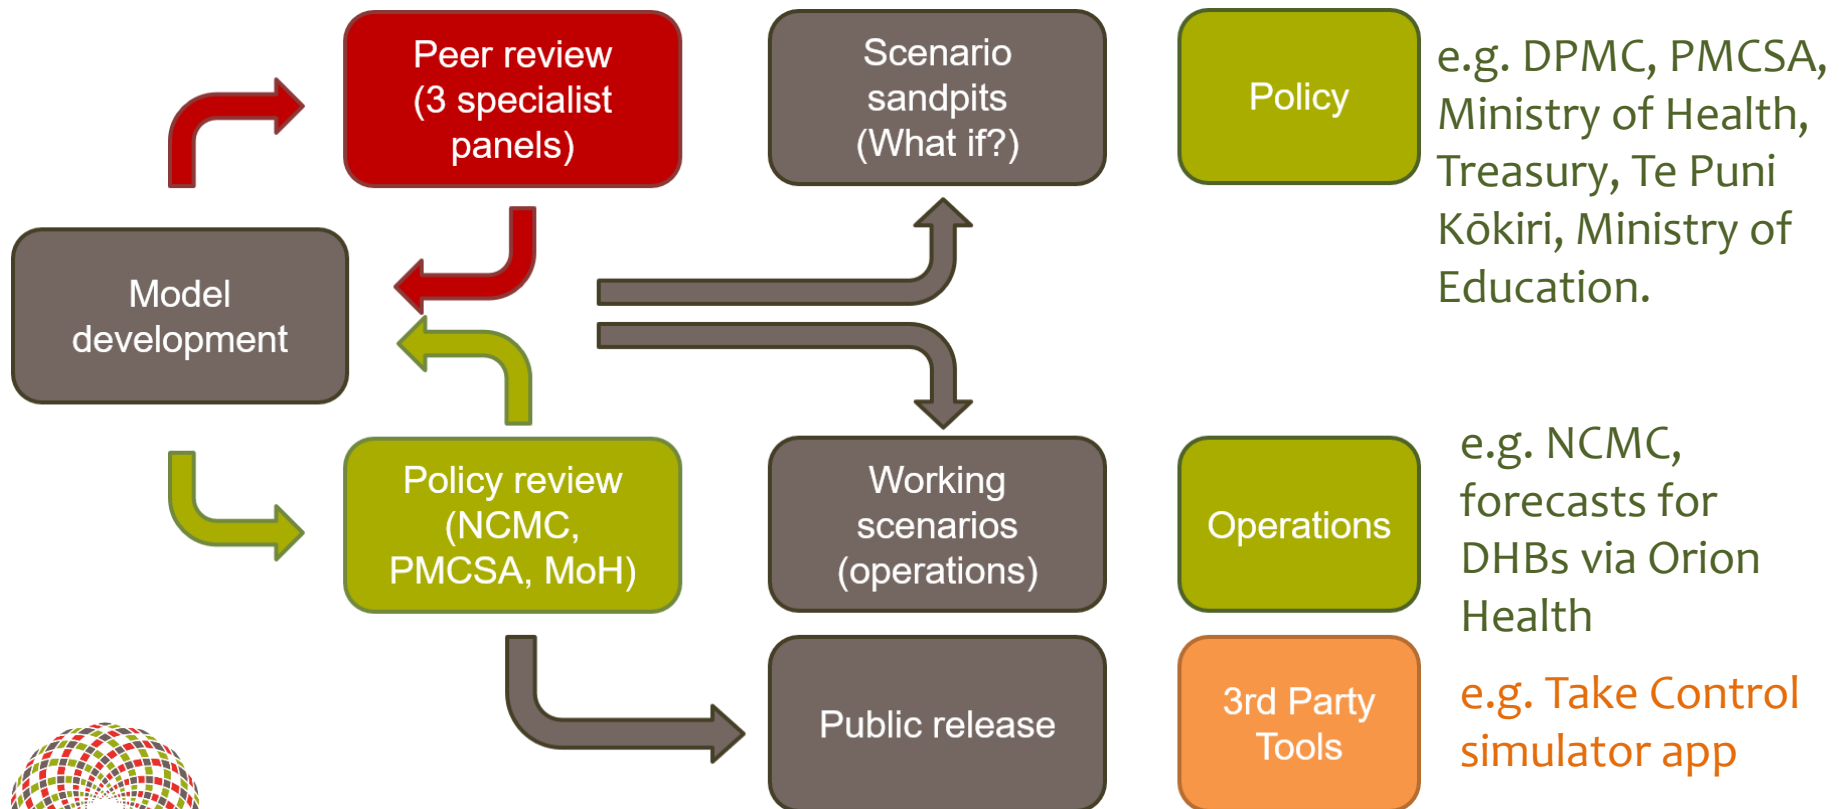 Peer review
(3 specialist
panels)
Scenario
sandpits
(What if?)
Policy
e.g. DPMC, PMCSA,
Ministry of Health,
Treasury, Te Puni
Kōkiri, Ministry of
Education.
Model
development
Policy review
(NCMC,
PMCSA, MoH)
Working
scenarios
(operations)
Operations
e.g. NCMC,
forecasts for
DHBs via Orion
Health
Public release
3rd Party
Tools
e.g. Take Control
simulator app